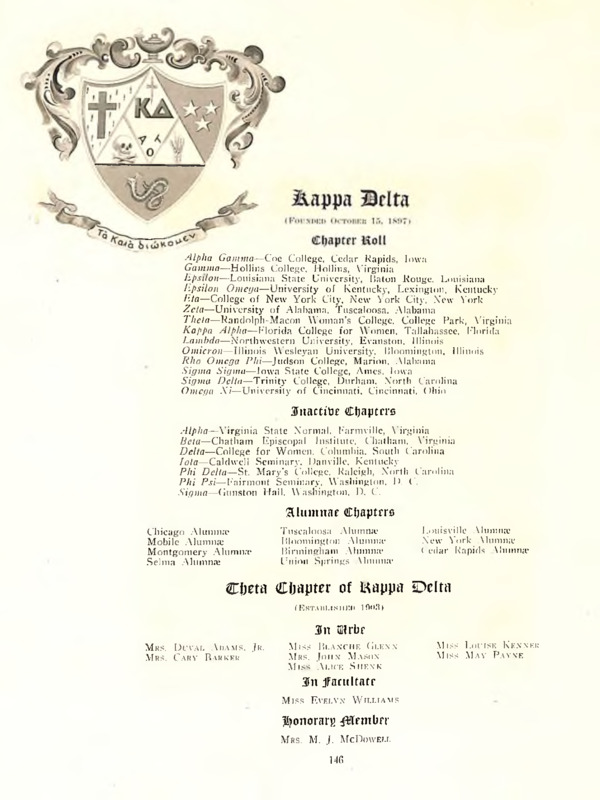 ΚΔ
Α Υ Ο
Τα Καλα διώκομεν
Kappa Delta
(Founded October 15, 1897)
Chapter Roll
Alpha Gamma—Coe College, Cedar Rapids, Iowa
Gamma—Hollins College, Hollins, Virginia
Epsilon—Louisiana State University, Baton Rouge, Louisiana
Epsilon Omega—University of Kentucky, Lexington, Kentucky
Eta—College of New York City, New York City, New York
Zeta—University of Alabama, Tuscaloosa, Alabama
Theta—Randolph-Macon Woman's College, College Park, Virginia
Kappa Alpha—Florida College for Women, Tallahassee, Florida
Lambda—Northwestern University, Evanston, Illinois
Omicron—Illinois Wesleyan University, Bloomington, Illinois
Rho Omega Phi—Judson College, Marion, Alabama
Sigma Sigma—Iowa State College, Ames, Iowa
Sigma Delta—Trinity College, Durham, North Carolina
Omega Xi—University of Cincinnati, Cincinnati, Ohio
Inactive Chapters
Alpha—Virginia State Normal, Farmville, Virginia
Beta—Chatham Episcopal Institute, Chatham, Virginia
Delta—College for Women, Columbia, South Carolina
Iota—Caldwell Seminary, Danville, Kentucky
Phi Delta—St. Mary's College, Raleigh, North Carolina
Phi Psi—Fairmont Seminary, Washington, D. C.
Sigma—Gunston Hall, Washington, D. C.
Alumnae Chapters
Chicago Alumnæ Tuscaloosa Alumnæ Louisville Alumnæ
Mobile Alumnæ Bloomington Alumnæ New York Alumnæ
Montgomery Alumnæ Birmingham Alumnæ Cedar Rapids Alumnæ
Selma Alumnæ Union Springs Alumnæ
Theta Chapter of Kappa Delta
(Established 1903)
In Urbe
Mrs. Duval Adams, Jr. Miss Blanche Glenn Miss Louise Kenner
Mrs. Cary Barker Mrs. John Mason Miss May Payne
Miss Alice Shenk
In Facultate
Miss Evelyn Williams
Honorary Member
Mrs. M. J. McDowell
146